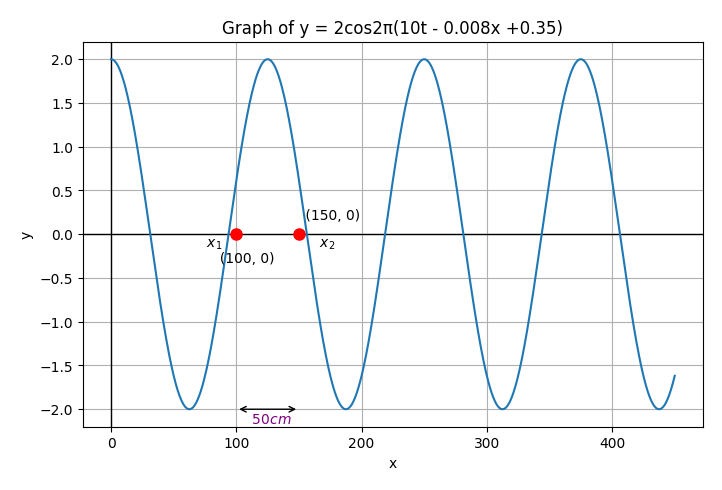 Graph of y = 2cos2π(10t - 0.008x +0.35)
2.0
1.5
1.0
0.5
0.0
−0.5
−1.0
−1.5
−2.0
y
(150, 0)
x₁
x₂
(100, 0)
50cm
0
100
200
300
400
x